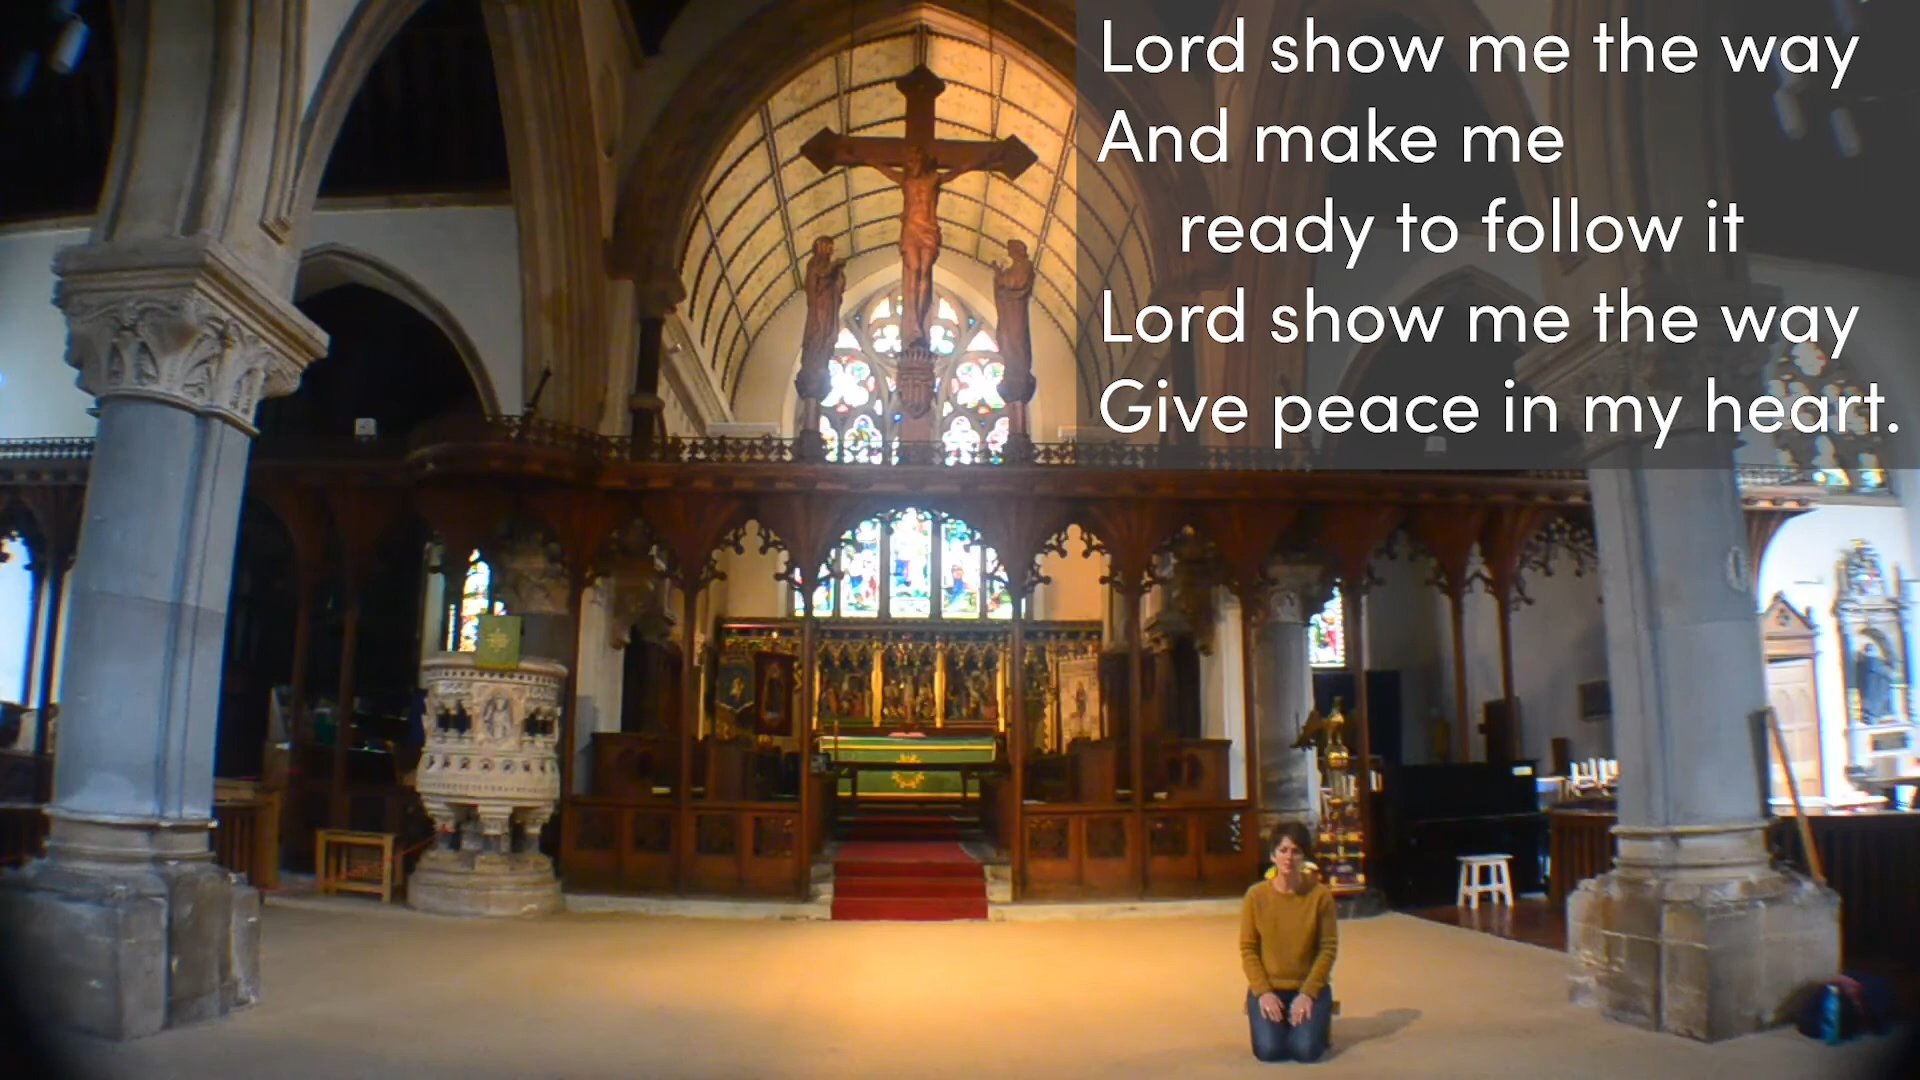 Lord show me the way
And make me
ready to follow it
Lord show me the way
Give peace in my heart.